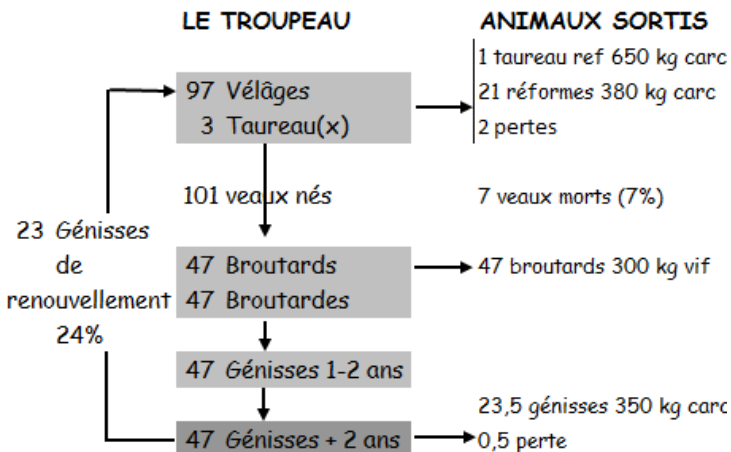 LE TROUPEAU
ANIMAUX SORTIS
1 taureau ref 650 kg carc
97 Vélâges
21 réformes 380 kg carc
3 Taureau(x)
2 pertes
101 veaux nés
7 veaux morts (7%)
23 Génisses
de
renouvellement
24%
47 Broutards
47 broutards 300 kg vif
47 Broutardes
47 Génisses 1-2 ans
23,5 génisses 350 kg carc
47 Génisses + 2 ans
0,5 perte